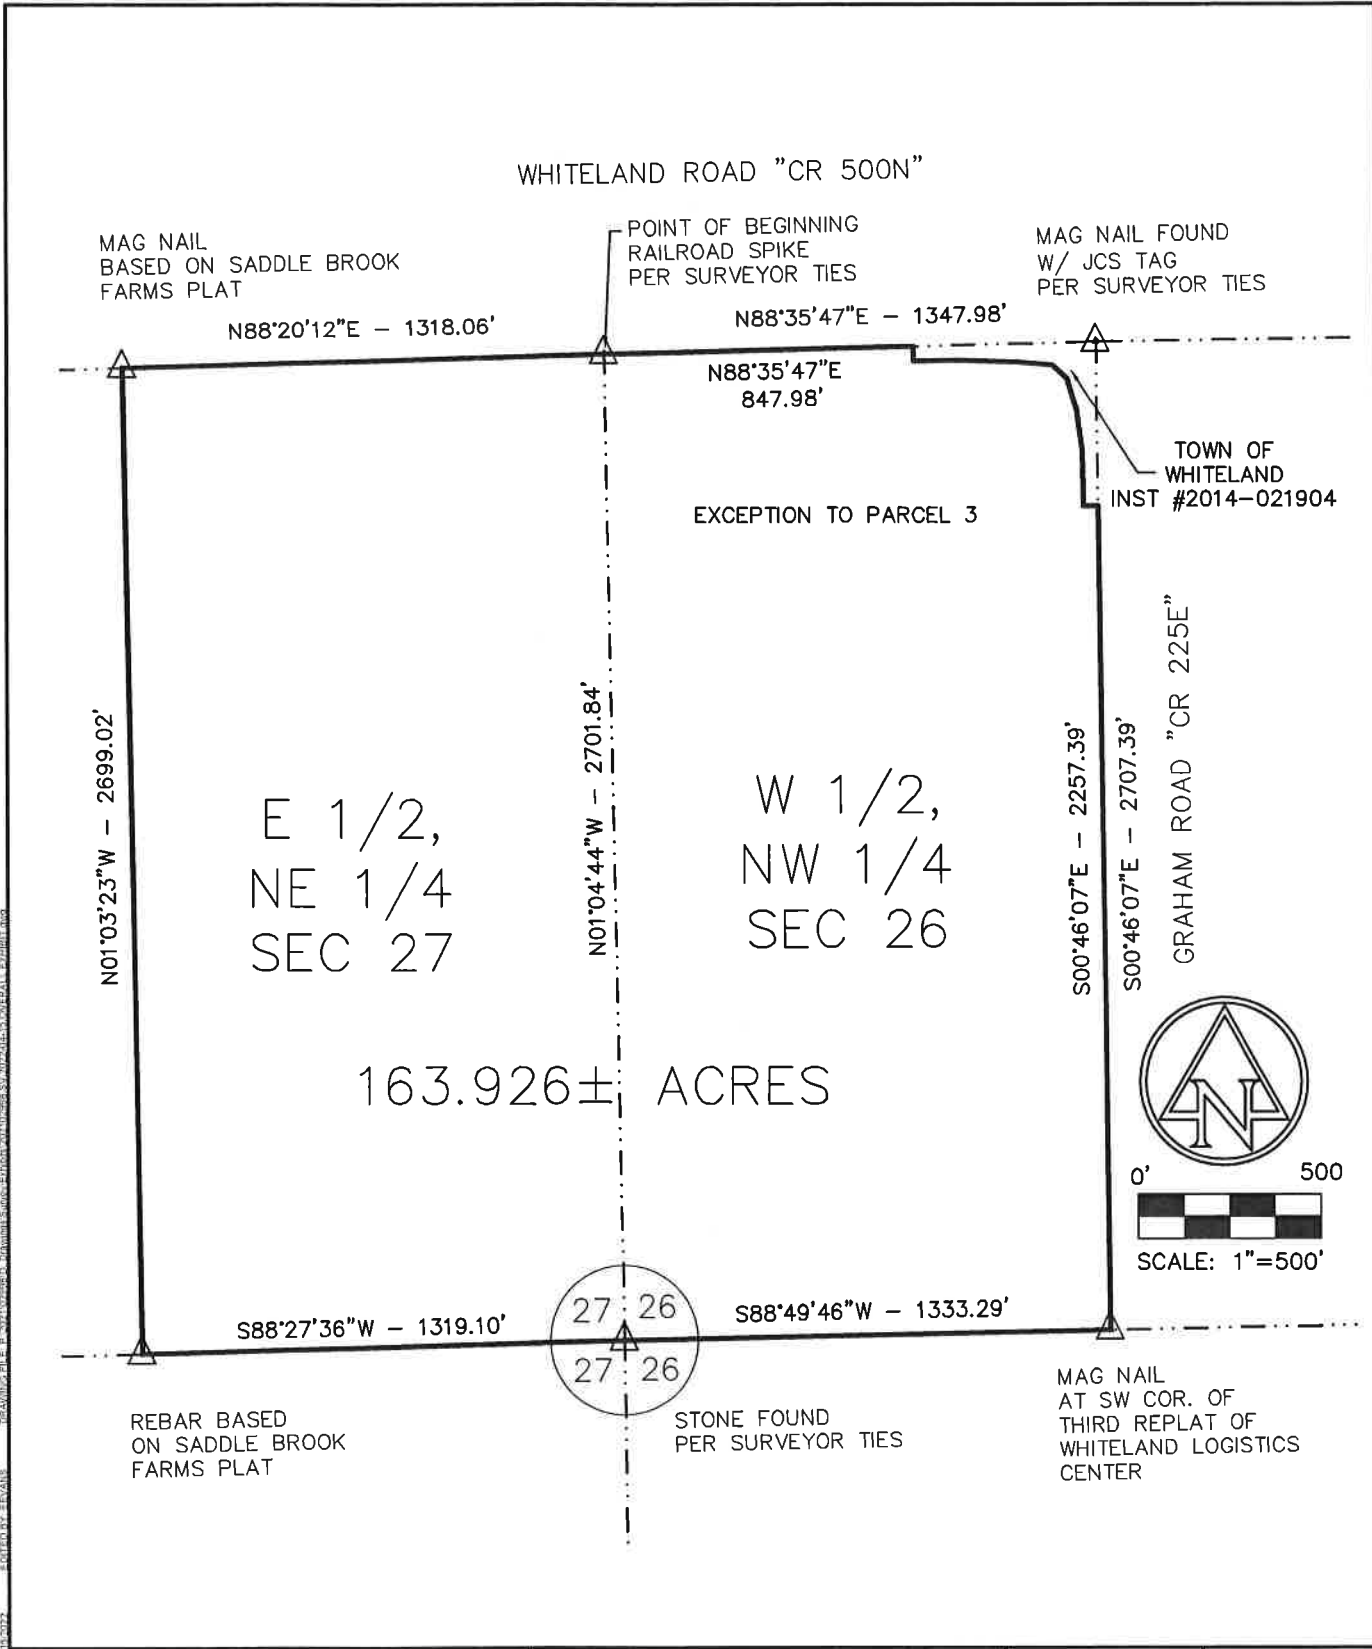 WHITELAND ROAD "CR 500N"
MAG NAIL
BASED ON SADDLE BROOK
FARMS PLAT
POINT OF BEGINNING
RAILROAD SPIKE
PER SURVEYOR TIES
MAG NAIL FOUND
W/ JCS TAG
PER SURVEYOR TIES
N88°20'12"E - 1318.06'
N88°35'47"E - 1347.98'
N88°35'47"E
847.98'
TOWN OF
WHITELAND
INST #2014-021904
EXCEPTION TO PARCEL 3
N01°03'23"W - 2699.02'
N01°04'44"W - 2701.84'
S00°46'07"E - 2257.39'
S00°46'07"E - 2707.39'
GRAHAM ROAD "CR 225E"
E 1/2,
NE 1/4
SEC 27
W 1/2,
NW 1/4
SEC 26
163.926± ACRES
N
0' 500
SCALE: 1"=500'
S88°27'36"W - 1319.10'
27 26
27 26
S88°49'46"W - 1333.29'
REBAR BASED
ON SADDLE BROOK
FARMS PLAT
STONE FOUND
PER SURVEYOR TIES
MAG NAIL
AT SW COR. OF
THIRD REPLAT OF
WHITELAND LOGISTICS
CENTER